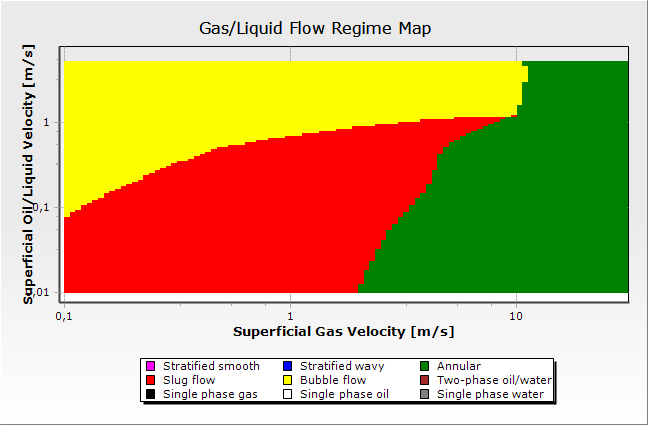 Gas/Liquid Flow Regime Map
Superficial Oil/Liquid Velocity [m/s]
1
0,1
0,01
0,1
1
10
Superficial Gas Velocity [m/s]
Stratified smooth
Stratified wavy
Annular
Slug flow
Bubble flow
Two-phase oil/water
Single phase gas
Single phase oil
Single phase water